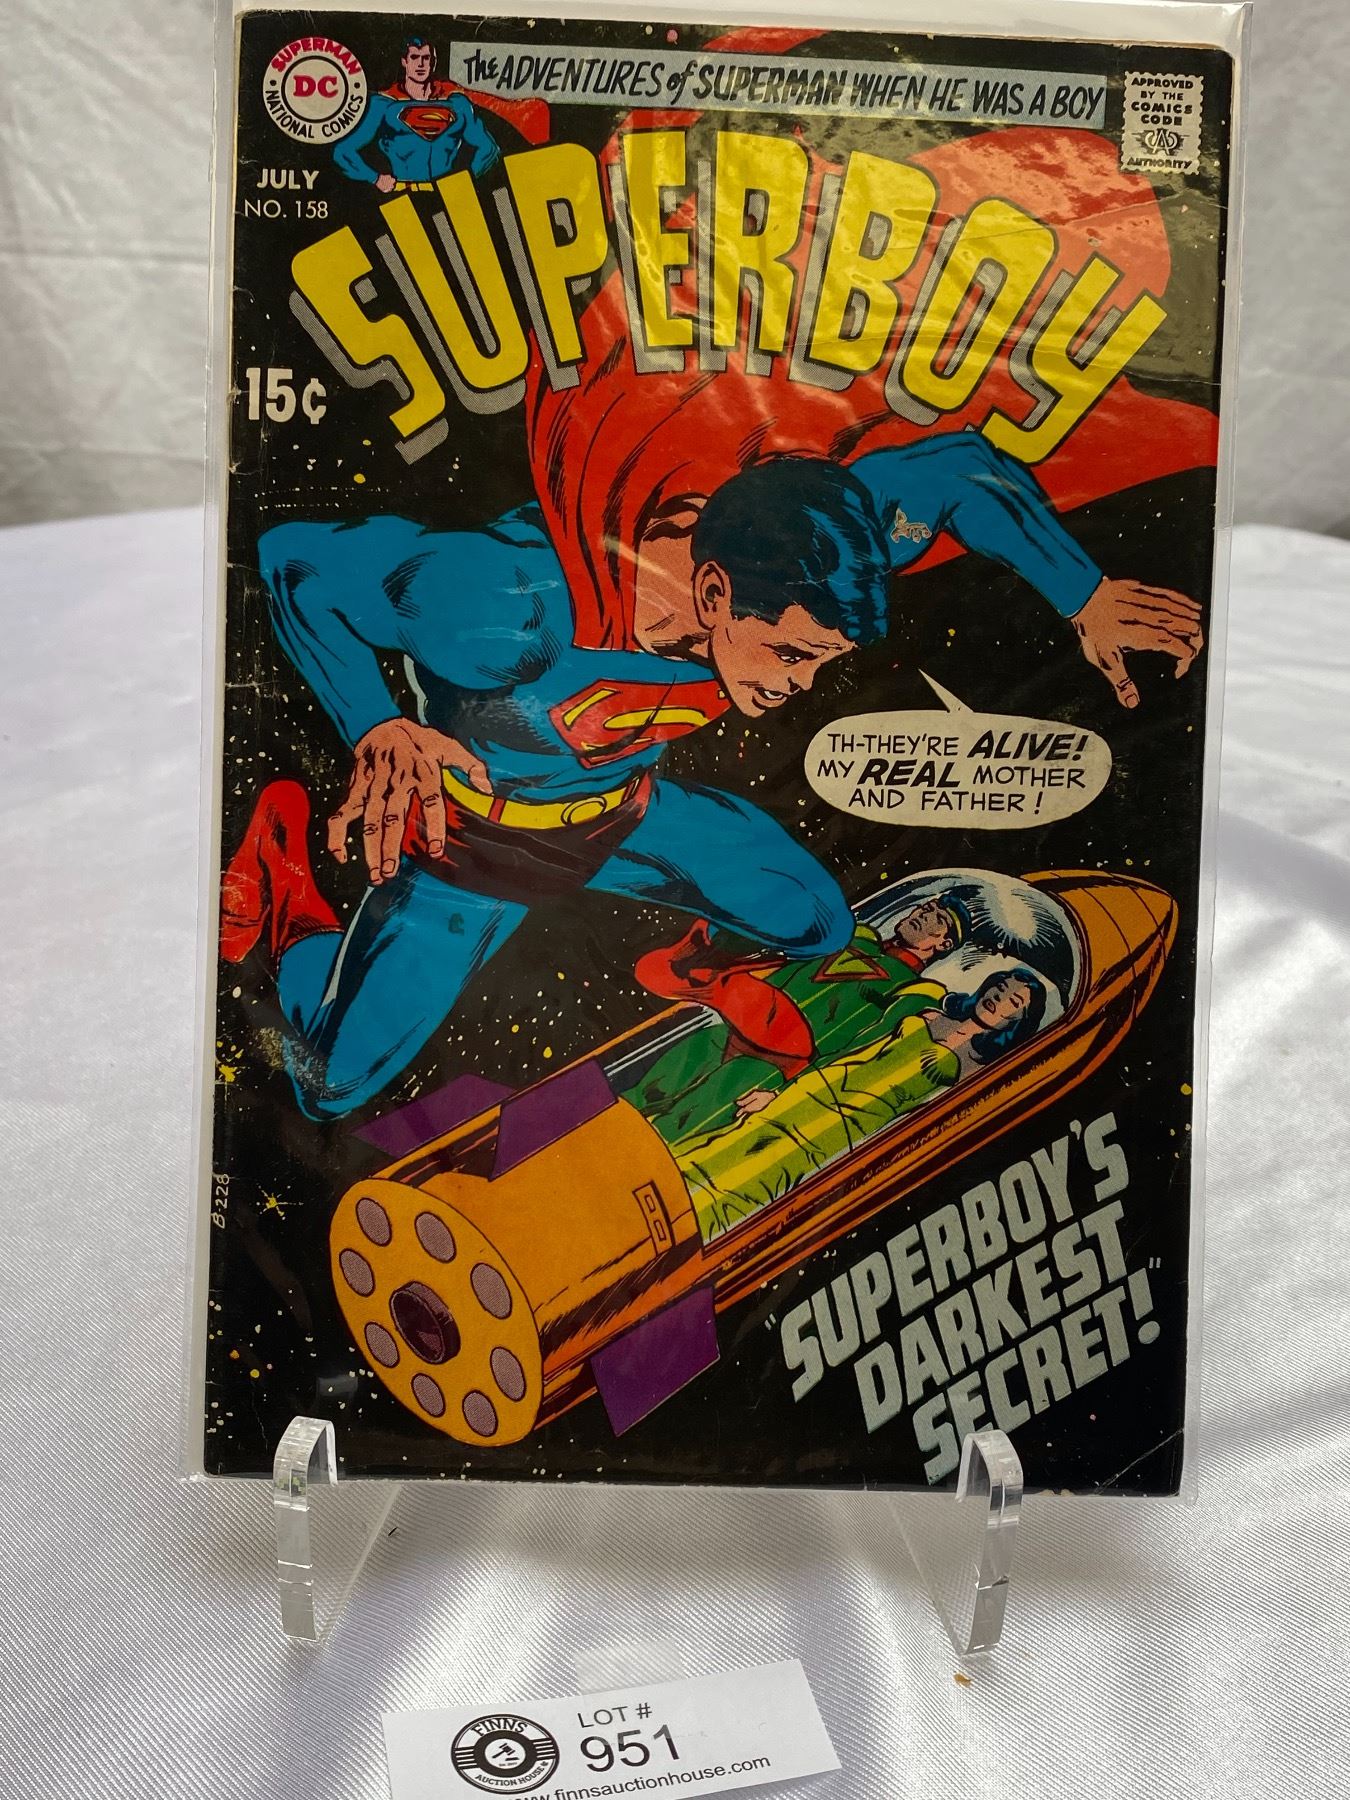 SUPERMAN
DC
NATIONAL COMICS
The ADVENTURES of SUPERMAN WHEN HE WAS A BOY
APPROVED
BY THE
COMICS
CODE
CA
AUTHORITY
JULY
NO. 158
SUPERBOY
15¢
TH-THEY'RE ALIVE!
MY REAL MOTHER
AND FATHER!
B-228
"SUPERBOY'S
DARKEST
SECRET!"
FINNS
AUCTION HOUSE
LOT #
951
www.finnsauctionhouse.com